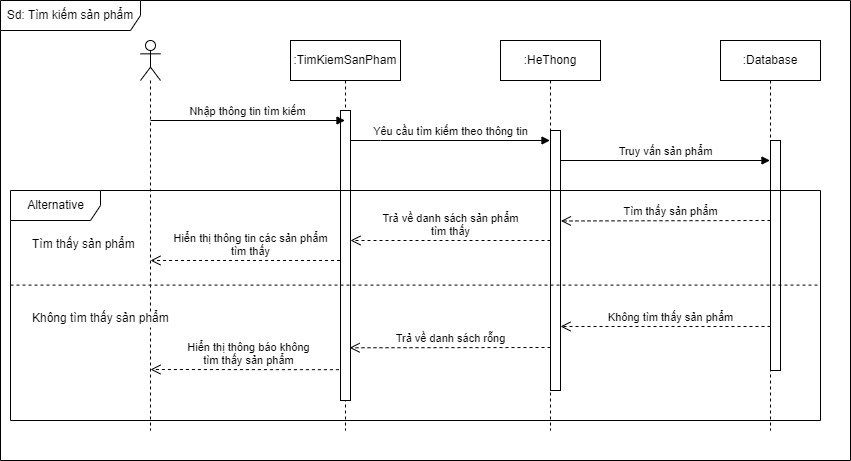 Sd: Tìm kiếm sản phẩm
:TimKiemSanPham
:HeThong
:Database
Nhập thông tin tìm kiếm
Yêu cầu tìm kiếm theo thông tin
Truy vấn sản phẩm
Alternative
Tìm thấy sản phẩm
Trả về danh sách sản phẩm
tìm thấy
Hiển thị thông tin các sản phẩm
tìm thấy
Tìm thấy sản phẩm
Không tìm thấy sản phẩm
Không tìm thấy sản phẩm
Trả về danh sách rỗng
Hiển thị thông báo không
tìm thấy sản phẩm